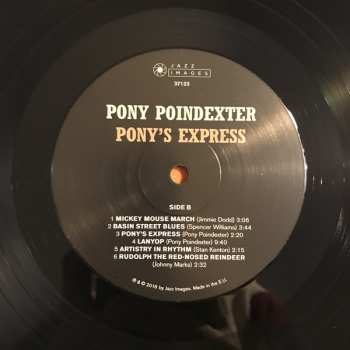 JAZZ
IMAGES
37123
PONY POINDEXTER
PONY'S EXPRESS
SIDE B
1 MICKEY MOUSE MARCH (Jimmie Dodd) 3:06
2 BASIN STREET BLUES (Spencer Williams) 3:44
3 PONY'S EXPRESS (Pony Poindexter) 2:20
4 LANYOP (Pony Poindexter) 9:40
5 ARTISTRY IN RHYTHM (Stan Kenton) 2:45
6 RUDOLPH THE RED-NOSED REINDEER
(Johnny Marks) 2:32
℗ © 2018 by Jazz Images. Made in the E.U.